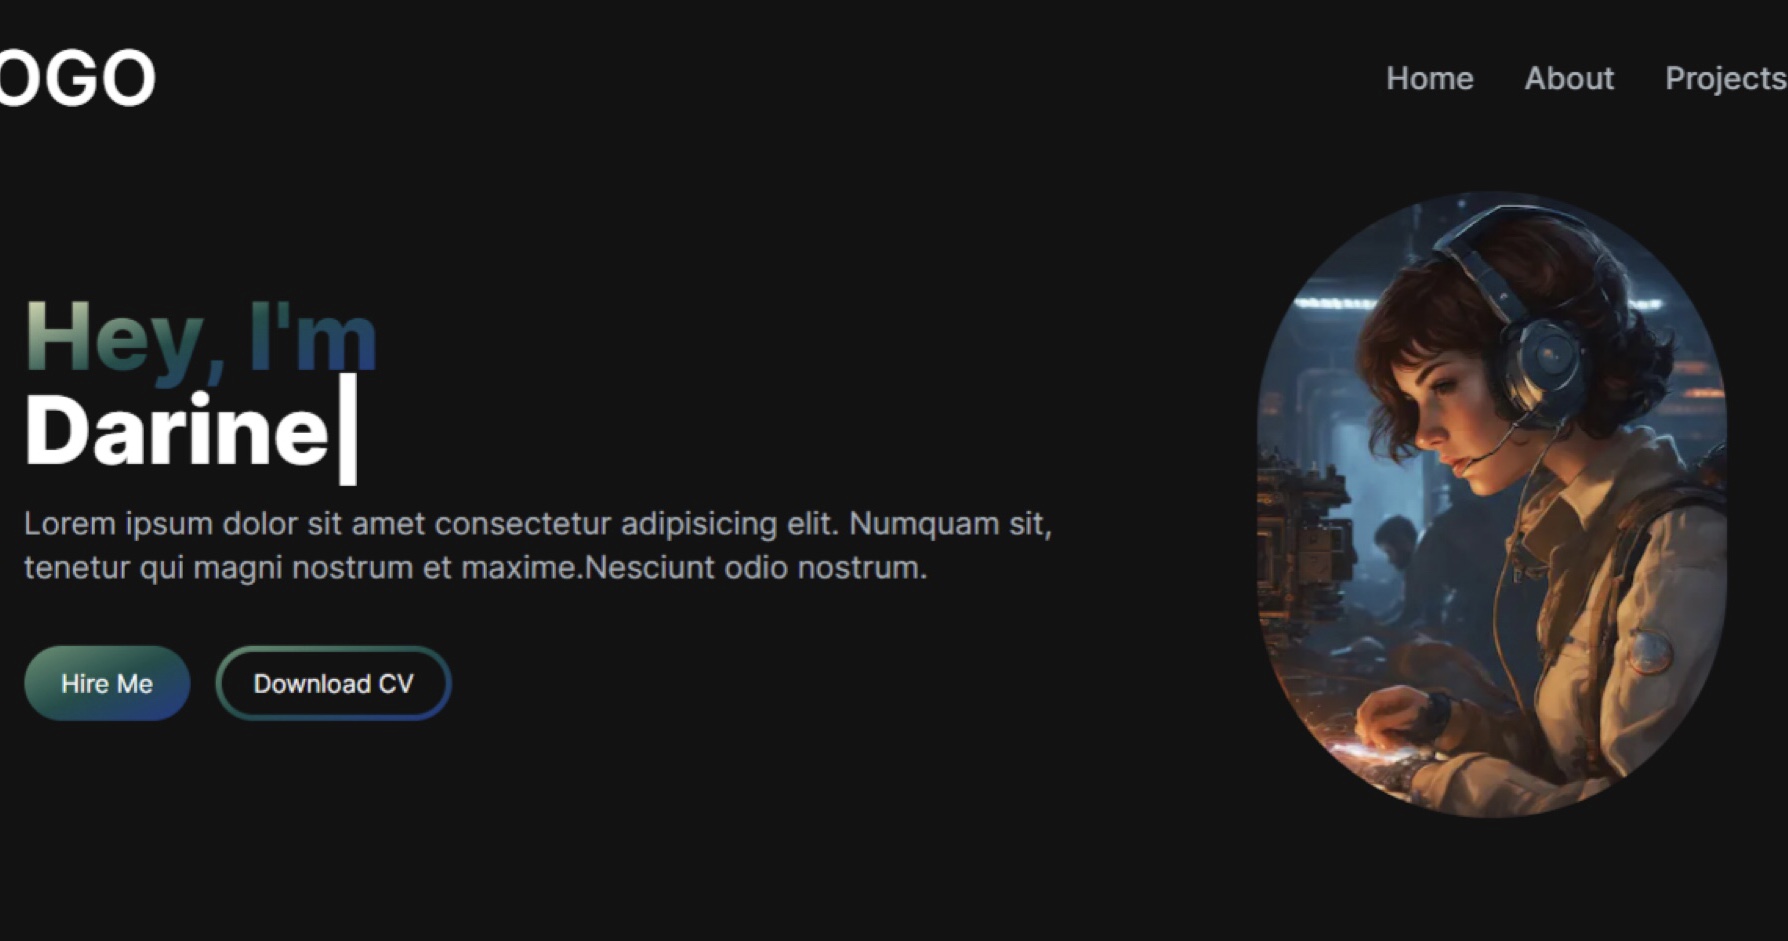 OGO
Home About Projects
Hey, I'm
Darine|
Lorem ipsum dolor sit amet consectetur adipisicing elit. Numquam sit,
tenetur qui magni nostrum et maxime.Nesciunt odio nostrum.
Hire Me Download CV